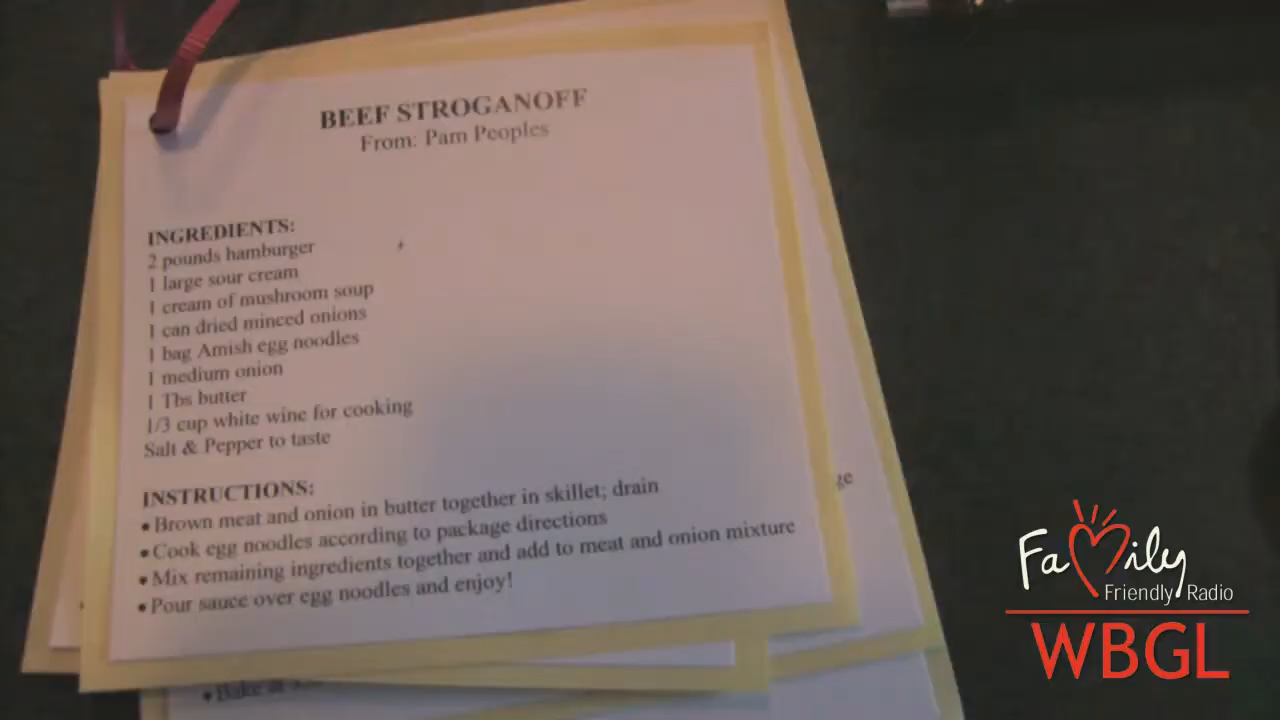 BEEF STROGANOFF
From: Pam Peoples
INGREDIENTS:
2 pounds hamburger
1 large sour cream
1 cream of mushroom soup
1 can dried minced onions
1 bag Amish egg noodles
1 medium onion
1 Tbs butter
1/3 cup white wine for cooking
Salt & Pepper to taste
INSTRUCTIONS:
• Brown meat and onion in butter together in skillet; drain
• Cook egg noodles according to package directions
• Mix remaining ingredients together and add to meat and onion mixture
• Pour sauce over egg noodles and enjoy!
ge
• Bake
Family
Friendly Radio
WBGL